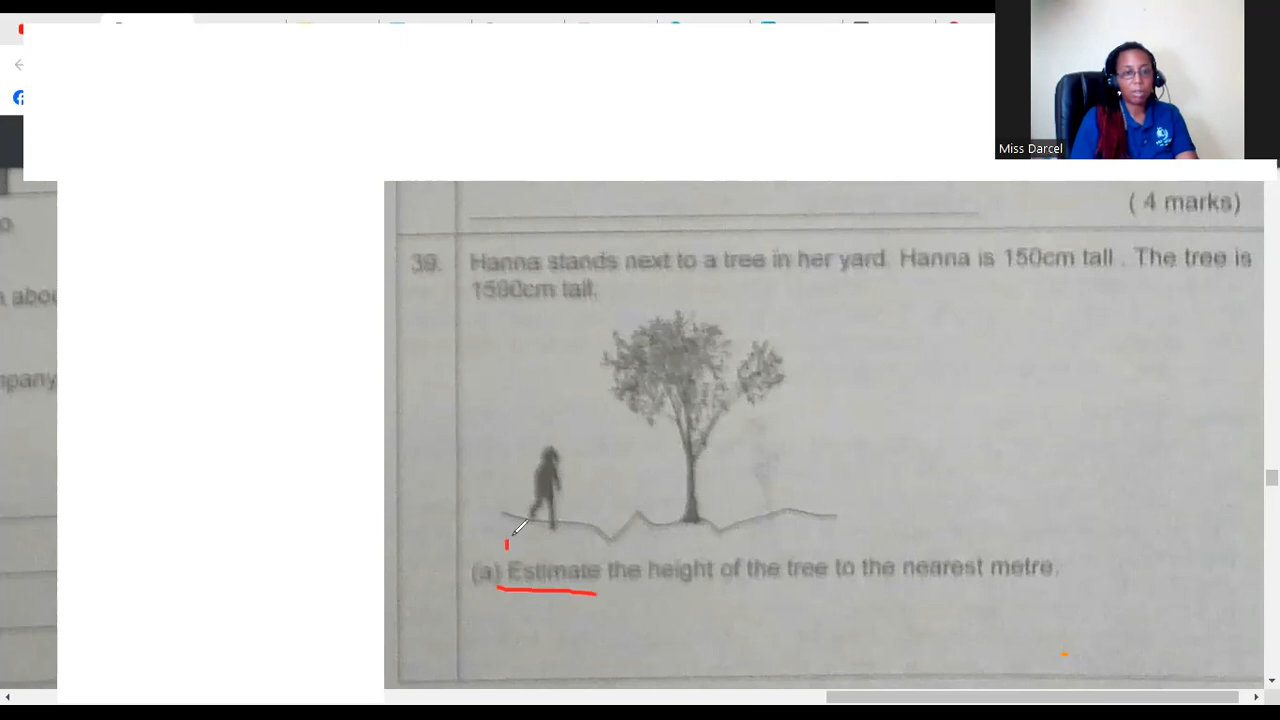 Miss Darcel
( 4 marks)
39. Hanna stands next to a tree in her yard. Hanna is 150cm tall . The tree is
1590cm tall.
(a) Estimate the height of the tree to the nearest metre.